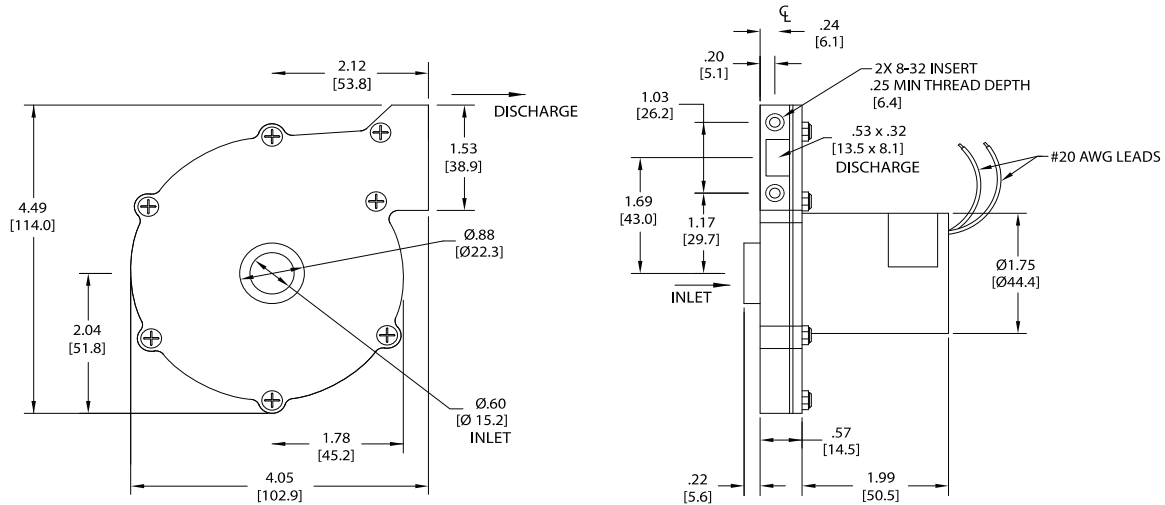 2.12
[53.8]
DISCHARGE
1.53
[38.9]
4.49
[114.0]
Ø.88
[Ø22.3]
2.04
[51.8]
Ø.60
[Ø 15.2]
INLET
1.78
[45.2]
4.05
[102.9]
℄
.24
[6.1]
.20
[5.1]
2X 8-32 INSERT
.25 MIN THREAD DEPTH
[6.4]
1.03
[26.2]
.53 x .32
[13.5 x 8.1]
DISCHARGE
#20 AWG LEADS
1.69
[43.0]
1.17
[29.7]
INLET
Ø1.75
[Ø44.4]
.57
[14.5]
.22
[5.6]
1.99
[50.5]